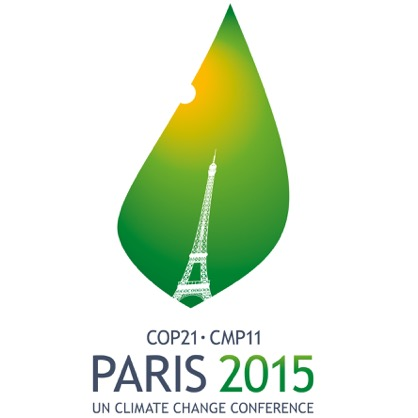 COP21·CMP11
PARIS 2015
UN CLIMATE CHANGE CONFERENCE